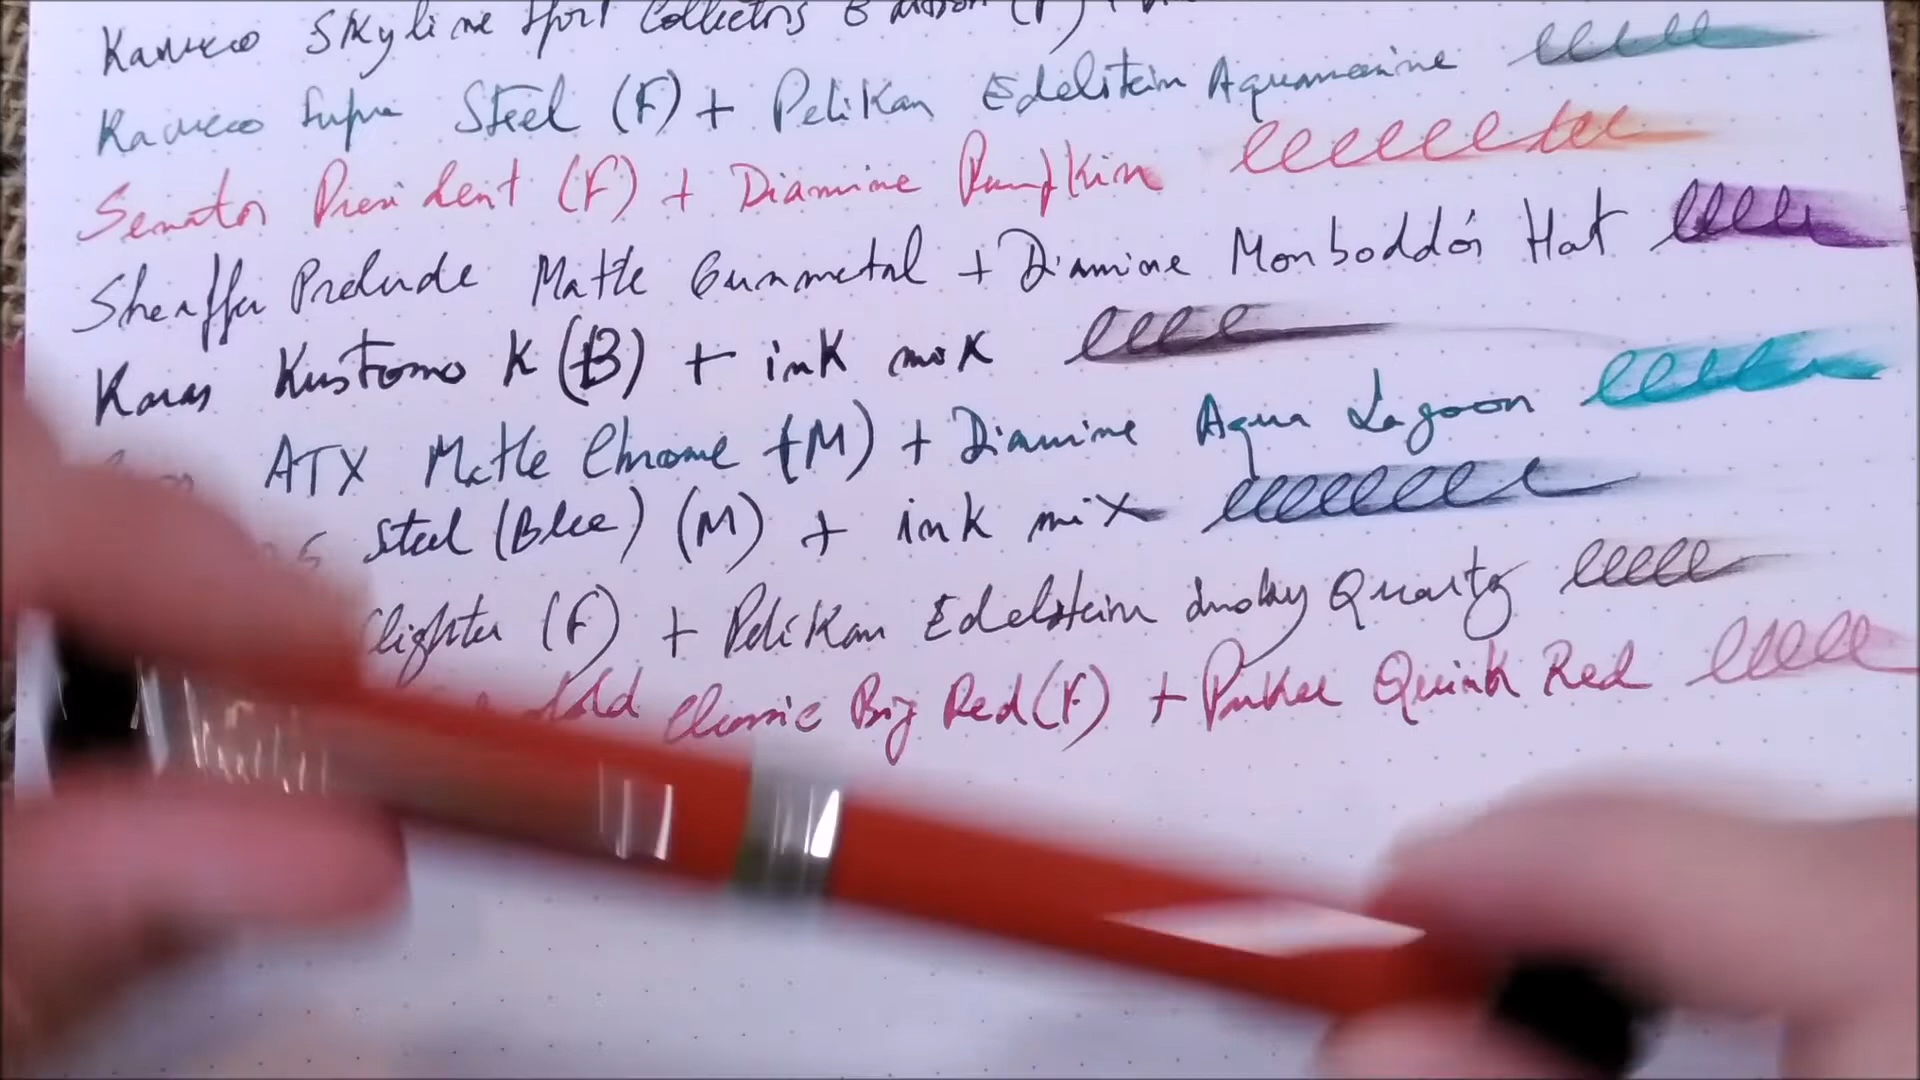 Kaweco Skyline Sport Collectors Edition (F)
Kaweco Supra Steel (F) + Pelikan Edelstein Aquamarine
Senator President (F) + Diamine Pumpkin
Sheaffer Prelude Matte Gunmetal + Diamine Monboddo's Hat
Karas Kustoms K (B) + ink mix
ATX Matte Chrome (M) + Diamine Aqua Lagoon
Steel (Blue) (M) + ink mix
(F) + Pelikan Edelstein Smoky Quartz
Classic Big Red (F) + Parker Quink Red